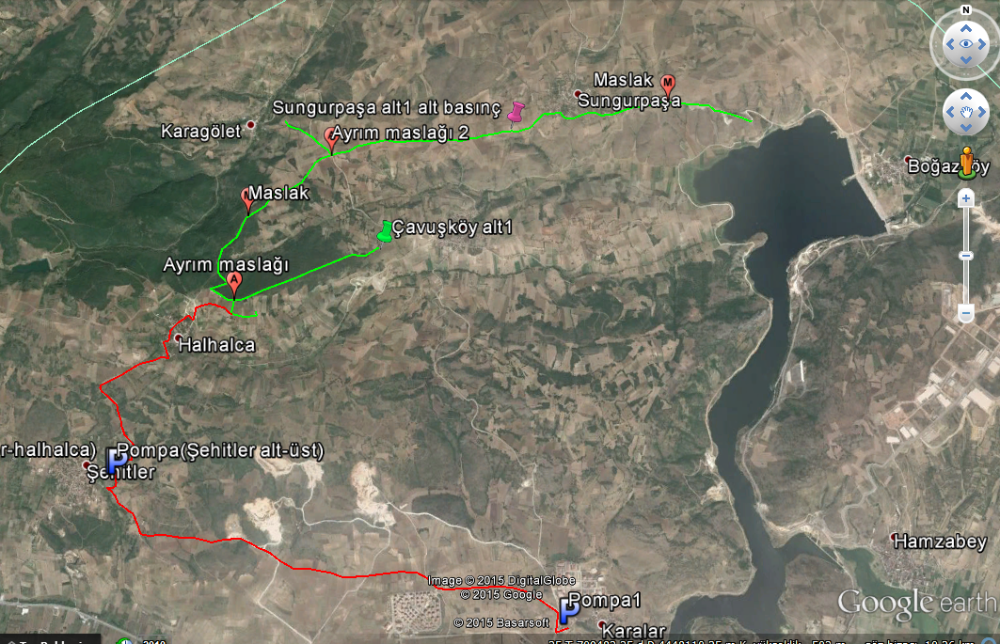 N
Maslak
M
Sungurpaşa
Sungurpaşa alt1 alt basınç
Karagölet
Ayrım maslağı 2
Boğazköy
Maslak
Çavuşköy alt1
Ayrım maslağı
A
Halhalca
r-halhalca)
Pompa(Şehitler alt-üst)
Şehitler
Hamzabey
Image © 2015 DigitalGlobe
© 2015 Google
Pompa1
Google earth
© 2015 Basarsoft
Karalar